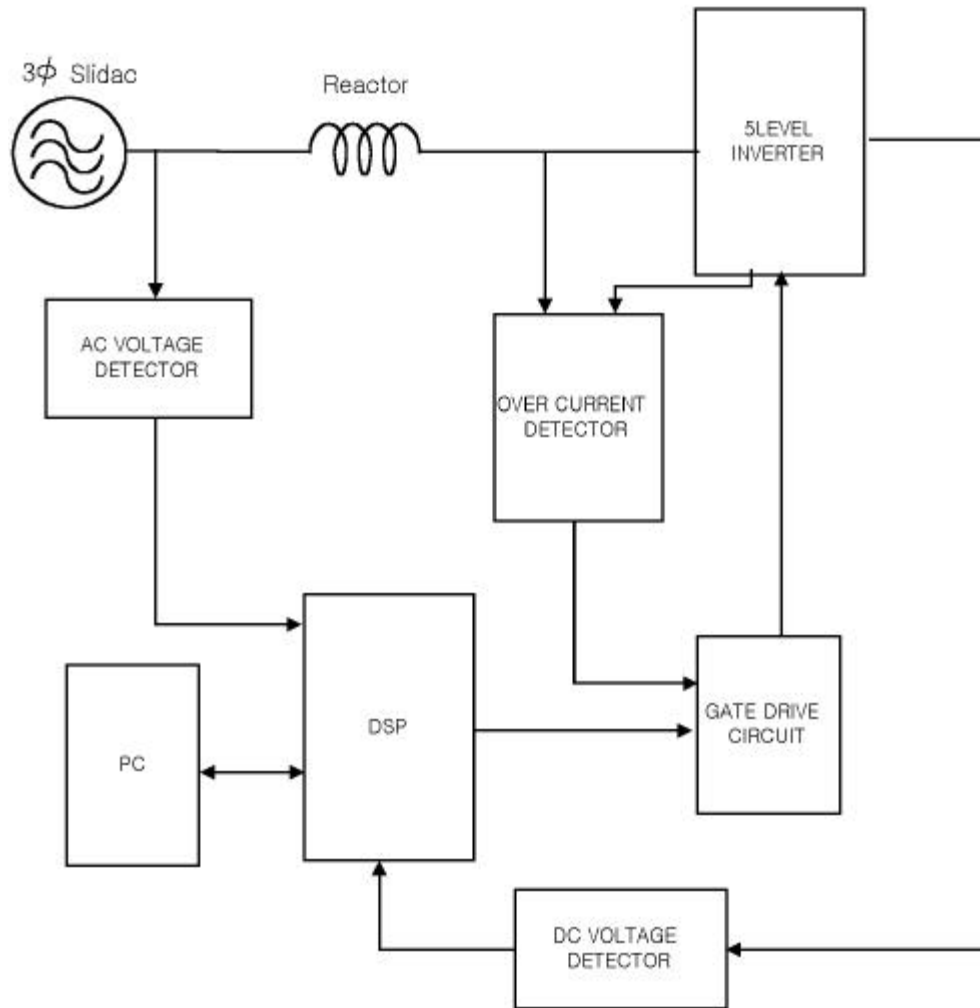 3ϕ Slidac
Reactor
5LEVEL
INVERTER
AC VOLTAGE
DETECTOR
OVER CURRENT
DETECTOR
DSP
GATE DRIVE
CIRCUIT
PC
DC VOLTAGE
DETECTOR